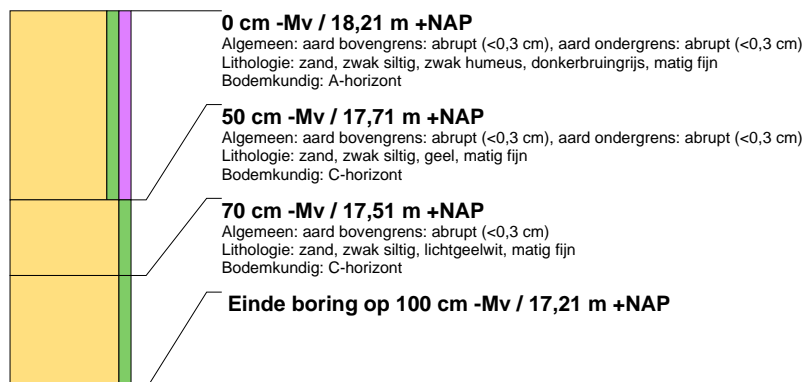 0 cm -Mv / 18,21 m +NAP
Algemeen: aard bovengrens: abrupt (<0,3 cm), aard ondergrens: abrupt (<0,3 cm)
Lithologie: zand, zwak siltig, zwak humeus, donkerbruingrijs, matig fijn
Bodemkundig: A-horizont
50 cm -Mv / 17,71 m +NAP
Algemeen: aard bovengrens: abrupt (<0,3 cm), aard ondergrens: abrupt (<0,3 cm)
Lithologie: zand, zwak siltig, geel, matig fijn
Bodemkundig: C-horizont
70 cm -Mv / 17,51 m +NAP
Algemeen: aard bovengrens: abrupt (<0,3 cm)
Lithologie: zand, zwak siltig, lichtgeelwit, matig fijn
Bodemkundig: C-horizont
Einde boring op 100 cm -Mv / 17,21 m +NAP